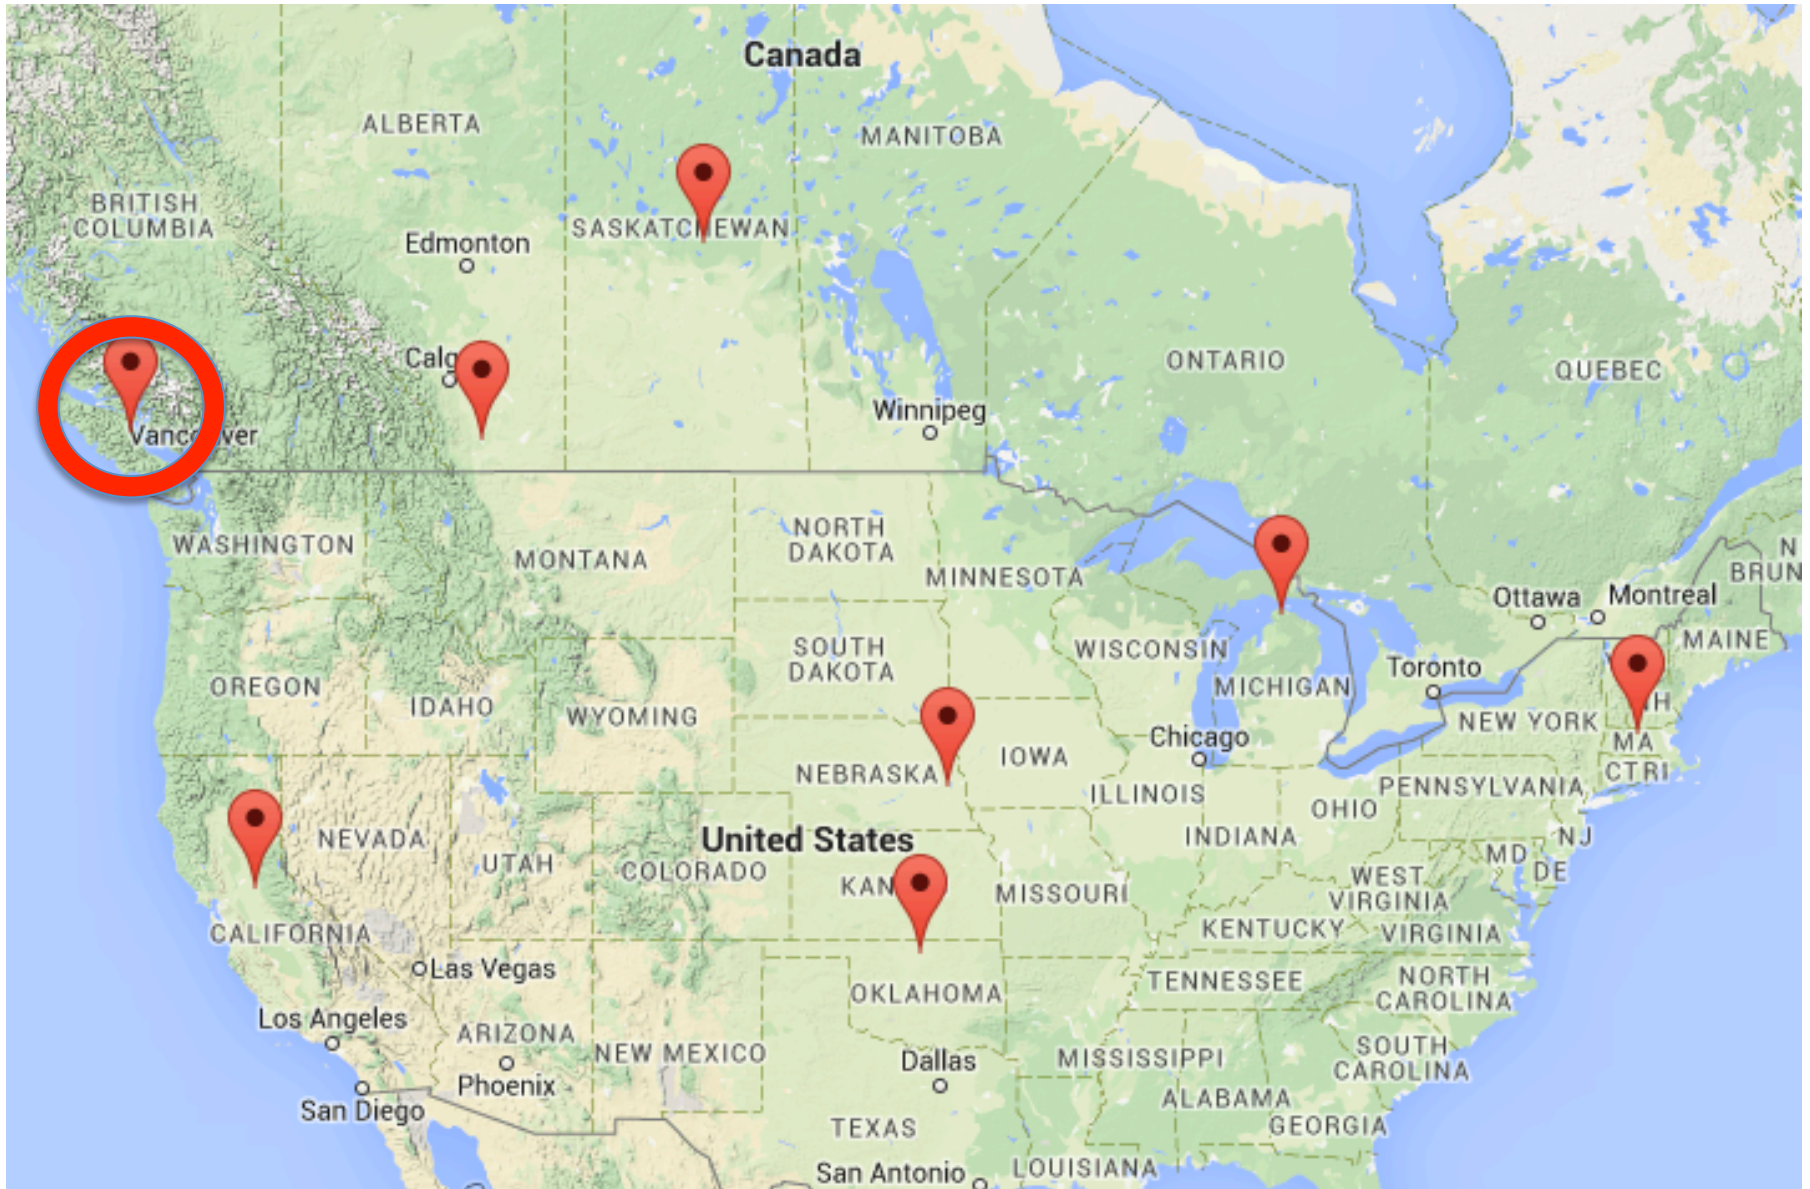 Canada
ALBERTA
MANITOBA
BRITISH
COLUMBIA
SASKATCHEWAN
Edmonton
Calg
ONTARIO
QUEBEC
Winnipeg
Vancouver
NORTH
DAKOTA
WASHINGTON
MONTANA
MINNESOTA
N
BRUN
Ottawa
Montreal
MAINE
SOUTH
DAKOTA
WISCONSIN
Toronto
OREGON
IDAHO
WYOMING
MICHIGAN
NH
NEW YORK
Chicago
MA
IOWA
NEBRASKA
CT RI
PENNSYLVANIA
ILLINOIS
OHIO
NEVADA
United States
INDIANA
NJ
MD
DE
UTAH
COLORADO
KAN
MISSOURI
WEST
VIRGINIA
KENTUCKY
VIRGINIA
CALIFORNIA
Las Vegas
OKLAHOMA
TENNESSEE
NORTH
CAROLINA
Los Angeles
ARIZONA
NEW MEXICO
Dallas
MISSISSIPPI
SOUTH
CAROLINA
Phoenix
San Diego
ALABAMA
GEORGIA
TEXAS
San Antonio
LOUISIANA